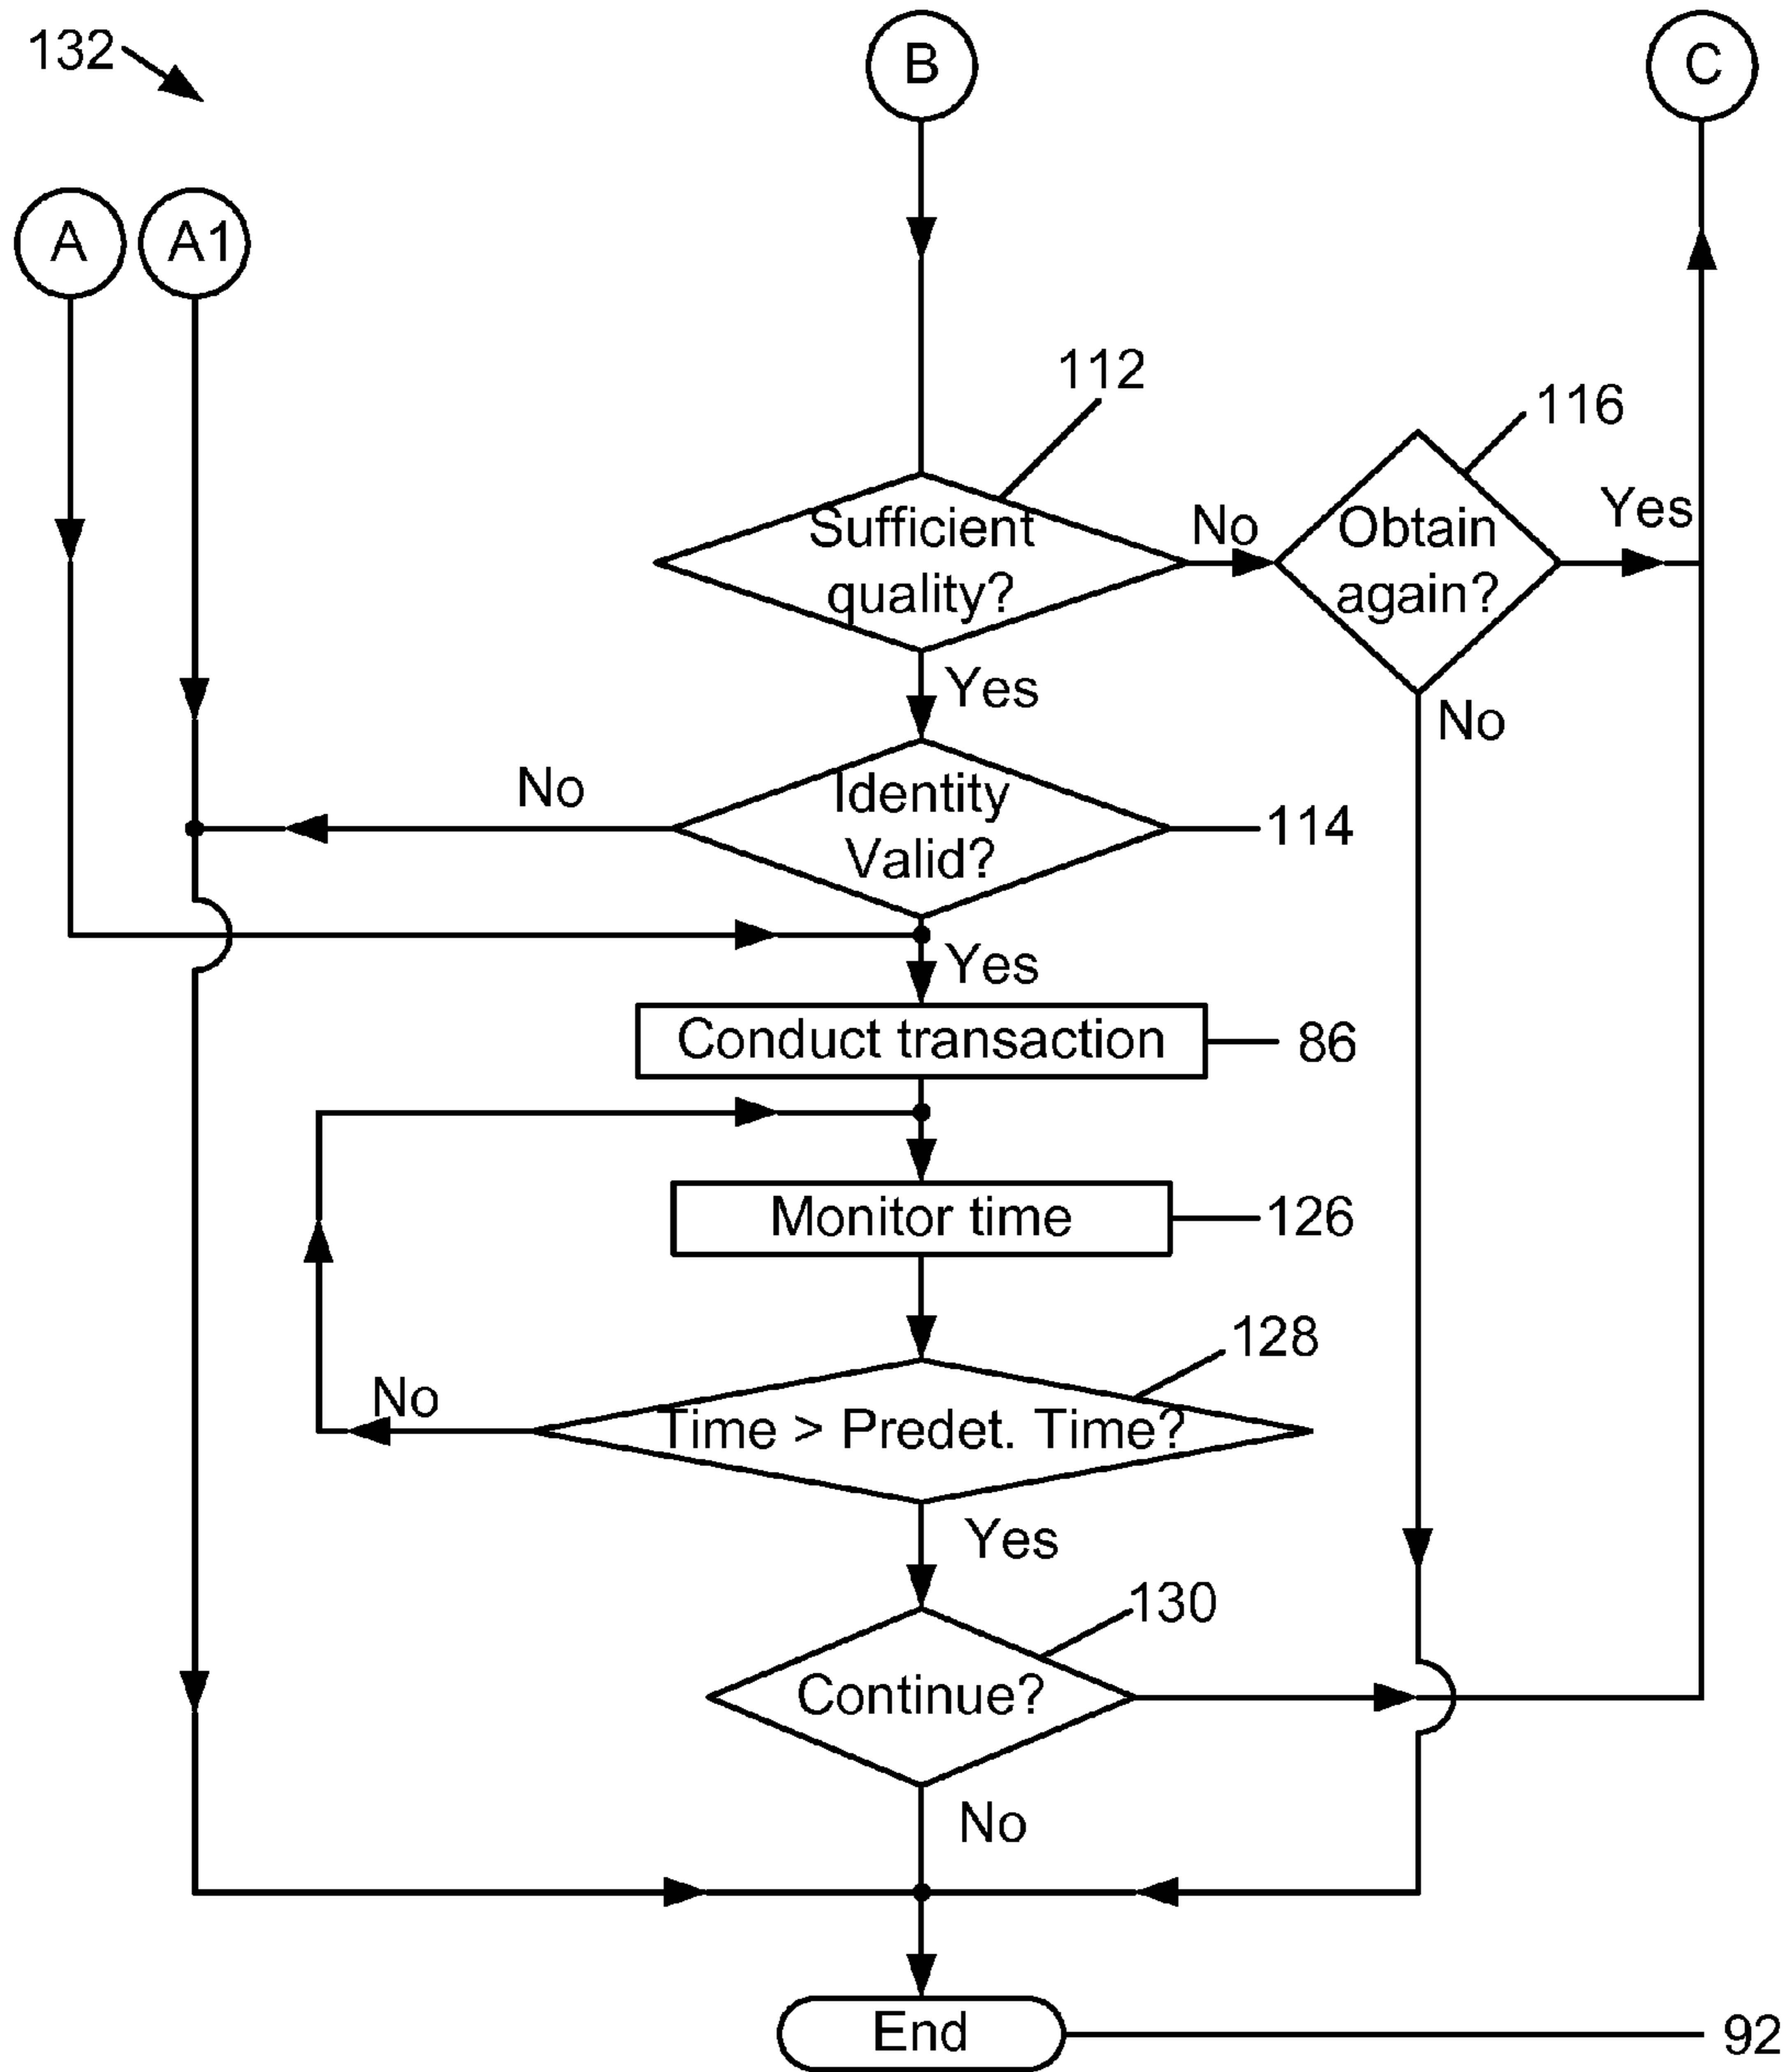 132
B
C
A
A1
112
116
Sufficient
quality?
No
Obtain
again?
Yes
Yes
No
Identity
Valid?
No
114
Yes
Conduct transaction
86
Monitor time
126
128
No
Time > Predet. Time?
Yes
130
Continue?
No
End
92